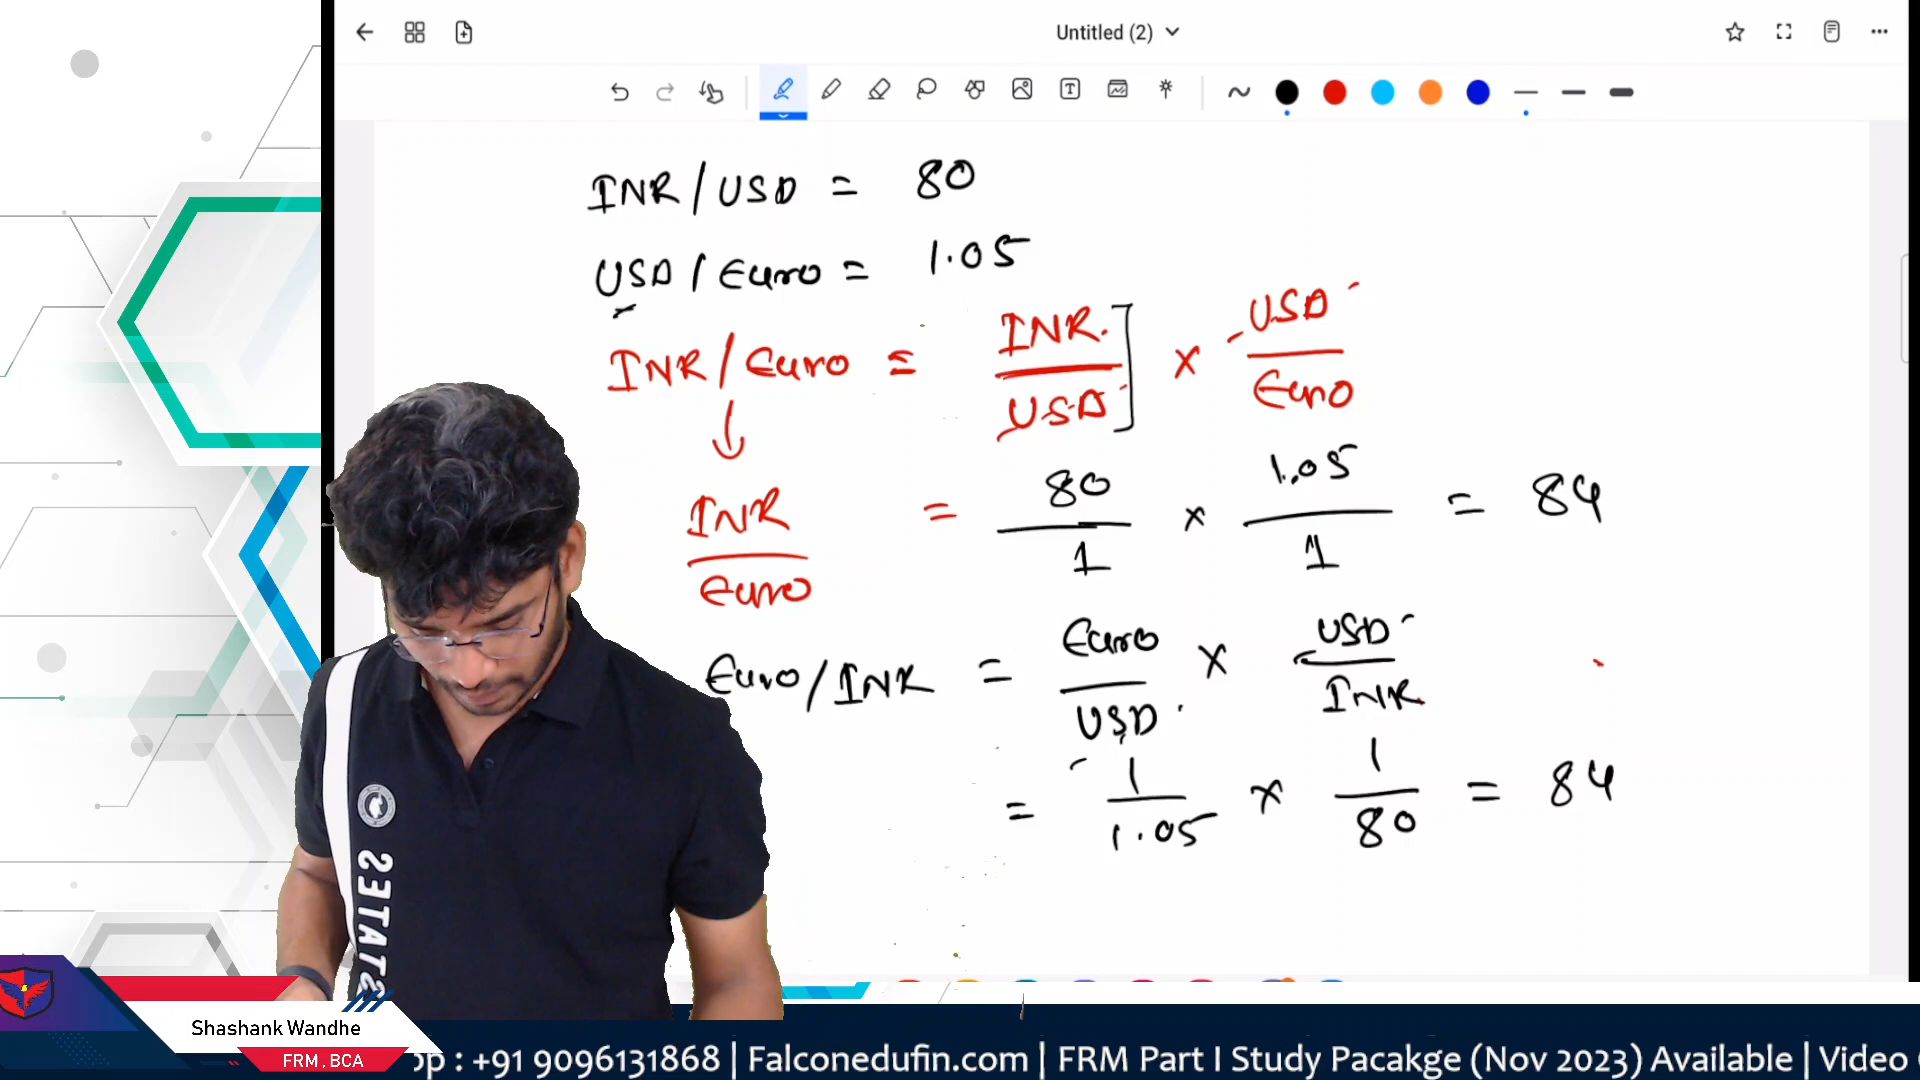 Untitled (2)
INR/USD = 80
USD/Euro = 1.05
INR/Euro = INR/USD x USD/Euro
INR/Euro = 80/1 x 1.05/1 = 84
Euro/INR = Euro/USD x USD/INR
= 1/1.05 x 1/80 = 84
STATES
Shashank Wandhe
FRM , BCA
pp : +91 9096131868 | Falconedufin.com | FRM Part I Study Pacakge (Nov 2023) Available | Video